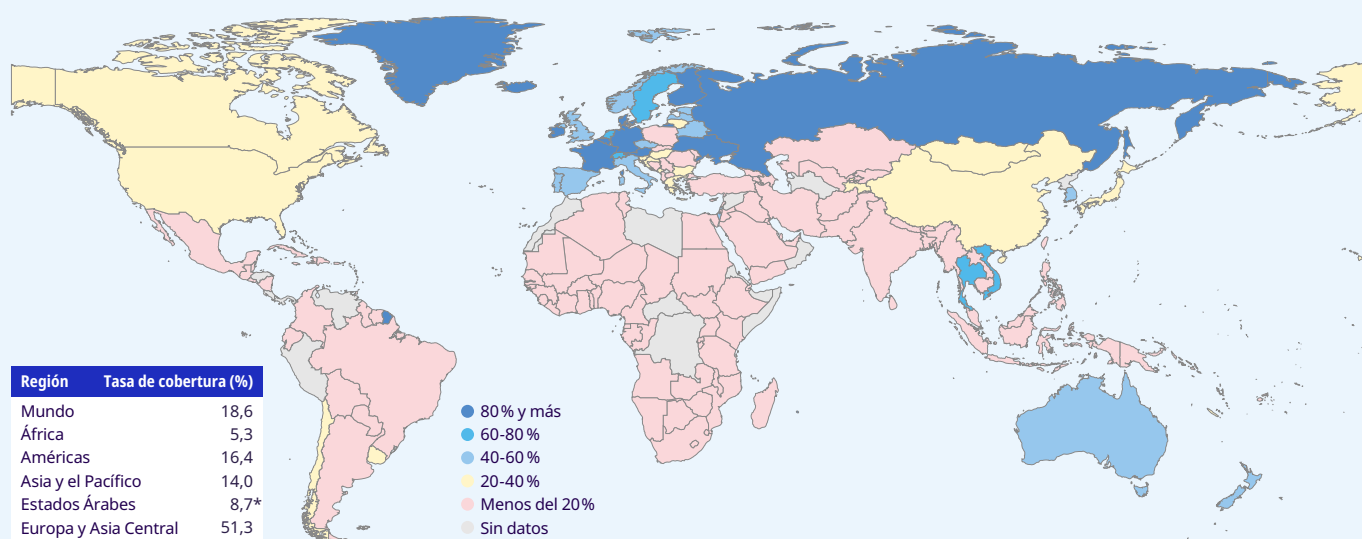 Región Tasa de cobertura (%)
Mundo 18,6
África 5,3
Américas 16,4
Asia y el Pacífico 14,0
Estados Árabes 8,7*
Europa y Asia Central 51,3
80 % y más
60-80 %
40-60 %
20-40 %
Menos del 20 %
Sin datos